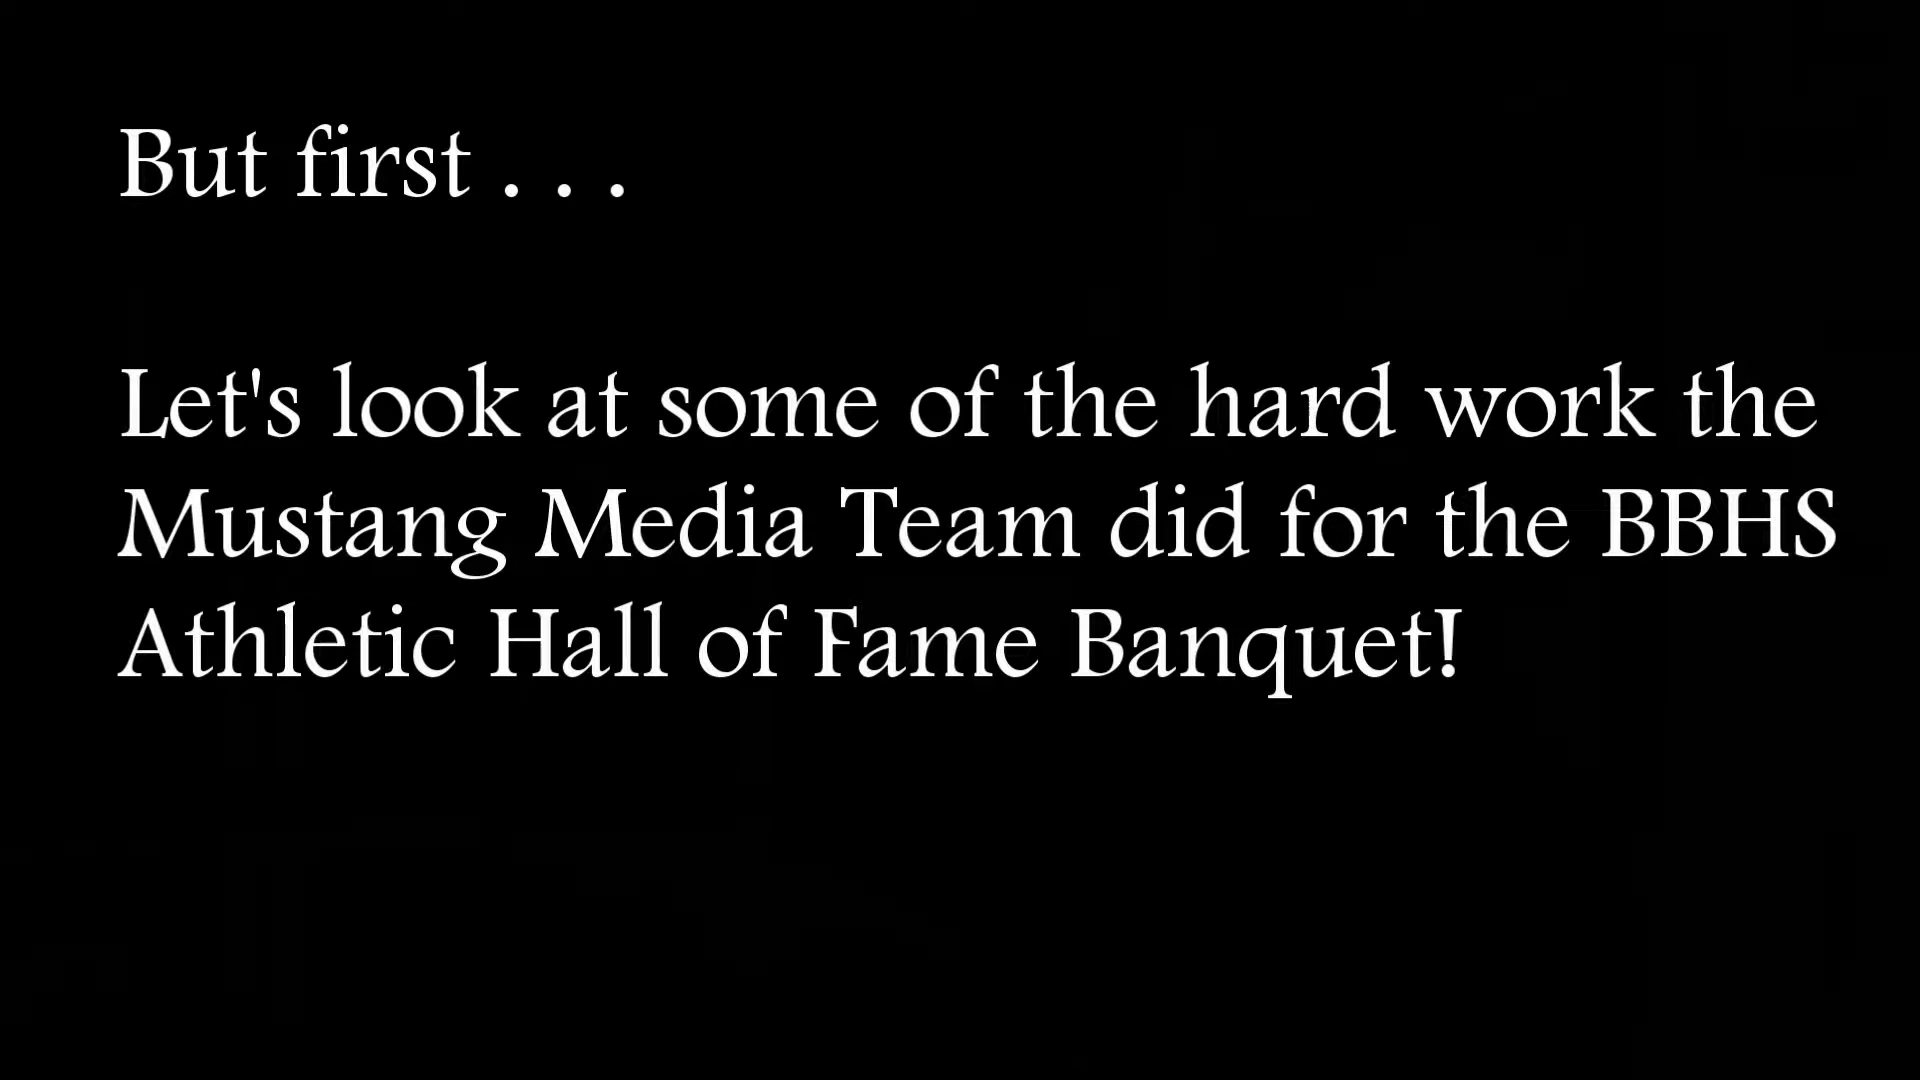 But first . . .
Let's look at some of the hard work the
Mustang Media Team did for the BBHS
Athletic Hall of Fame Banquet!